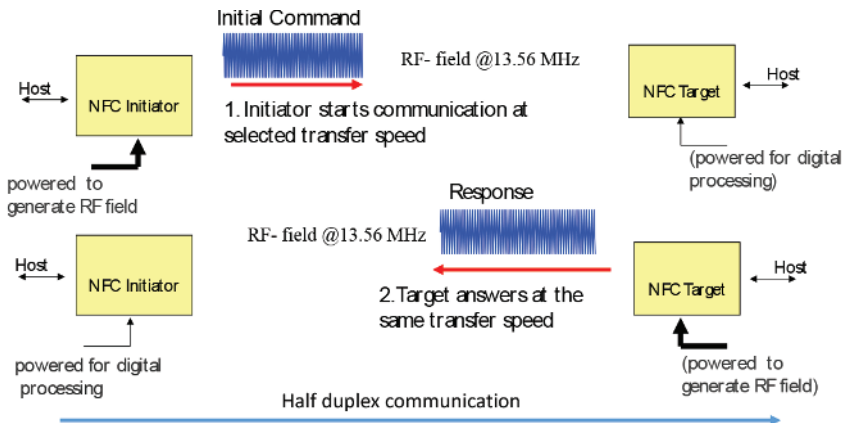 Initial Command
RF- field @13.56 MHz
Host
NFC Initiator
NFC Target
Host
1. Initiator starts communication at
selected transfer speed
powered to
generate RF field
(powered for digital
processing)
Response
RF- field @13.56 MHz
Host
NFC Initiator
NFC Target
Host
2.Target answers at the
same transfer speed
powered for digital
processing
(powered to
generate RF field)
Half duplex communication